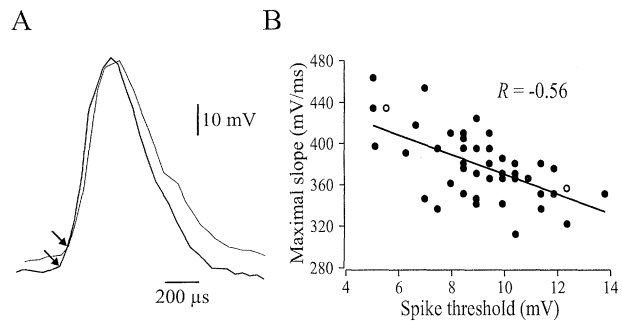 A
B
10 mV
200 µs
R = -0.56
Maximal slope (mV/ms)
480
440
400
360
320
280
4 6 8 10 12 14
Spike threshold (mV)